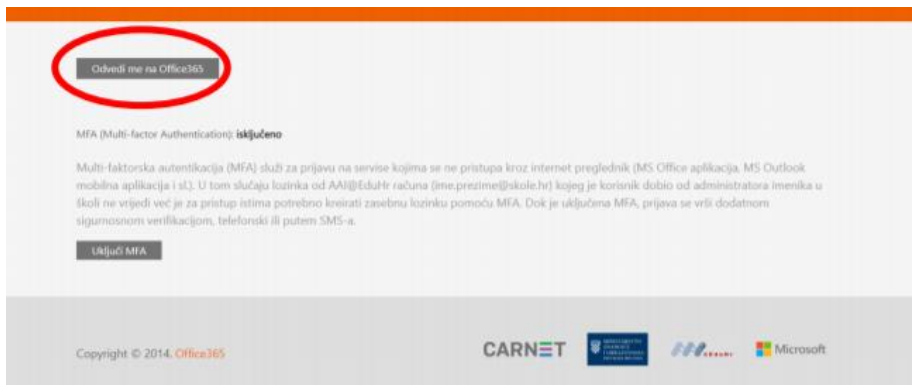 Odvedi me na Office365
MFA (Multi-factor Authentication): isključeno
Multi-faktorska autentikacija (MFA) služi za prijavu na servise kojima se ne pristupa kroz internet preglednik (MS Office aplikacija, MS Outlook
mobilna aplikacija i sl.). U tom slučaju lozinka od AAI@EduHr računa (ime.prezime@skole.hr) kojeg je korisnik dobio od administratora imenika u
školi ne vrijedi već je za pristup istima potrebno kreirati zasebnu lozinku pomoću MFA. Dok je uključena MFA, prijava se vrši dodatnom
sigurnosnom verifikacijom, telefonski ili putem SMS-a.
Uključi MFA
Copyright © 2014. Office365
CARNET
Microsoft